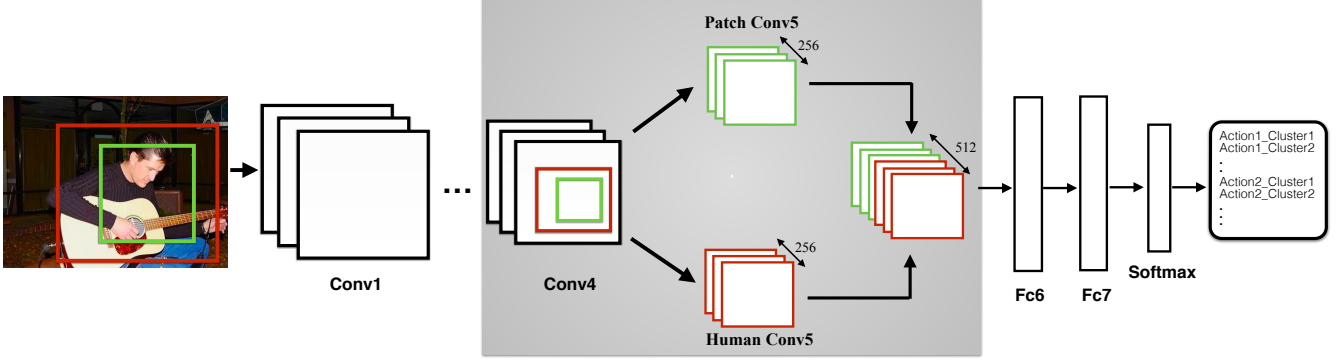 Patch Conv5
256
Conv1
...
Conv4
256
Human Conv5
512
Fc6
Fc7
Softmax
Action1_Cluster1
Action1_Cluster2
.
.
Action2_Cluster1
Action2_Cluster2
.
.
.